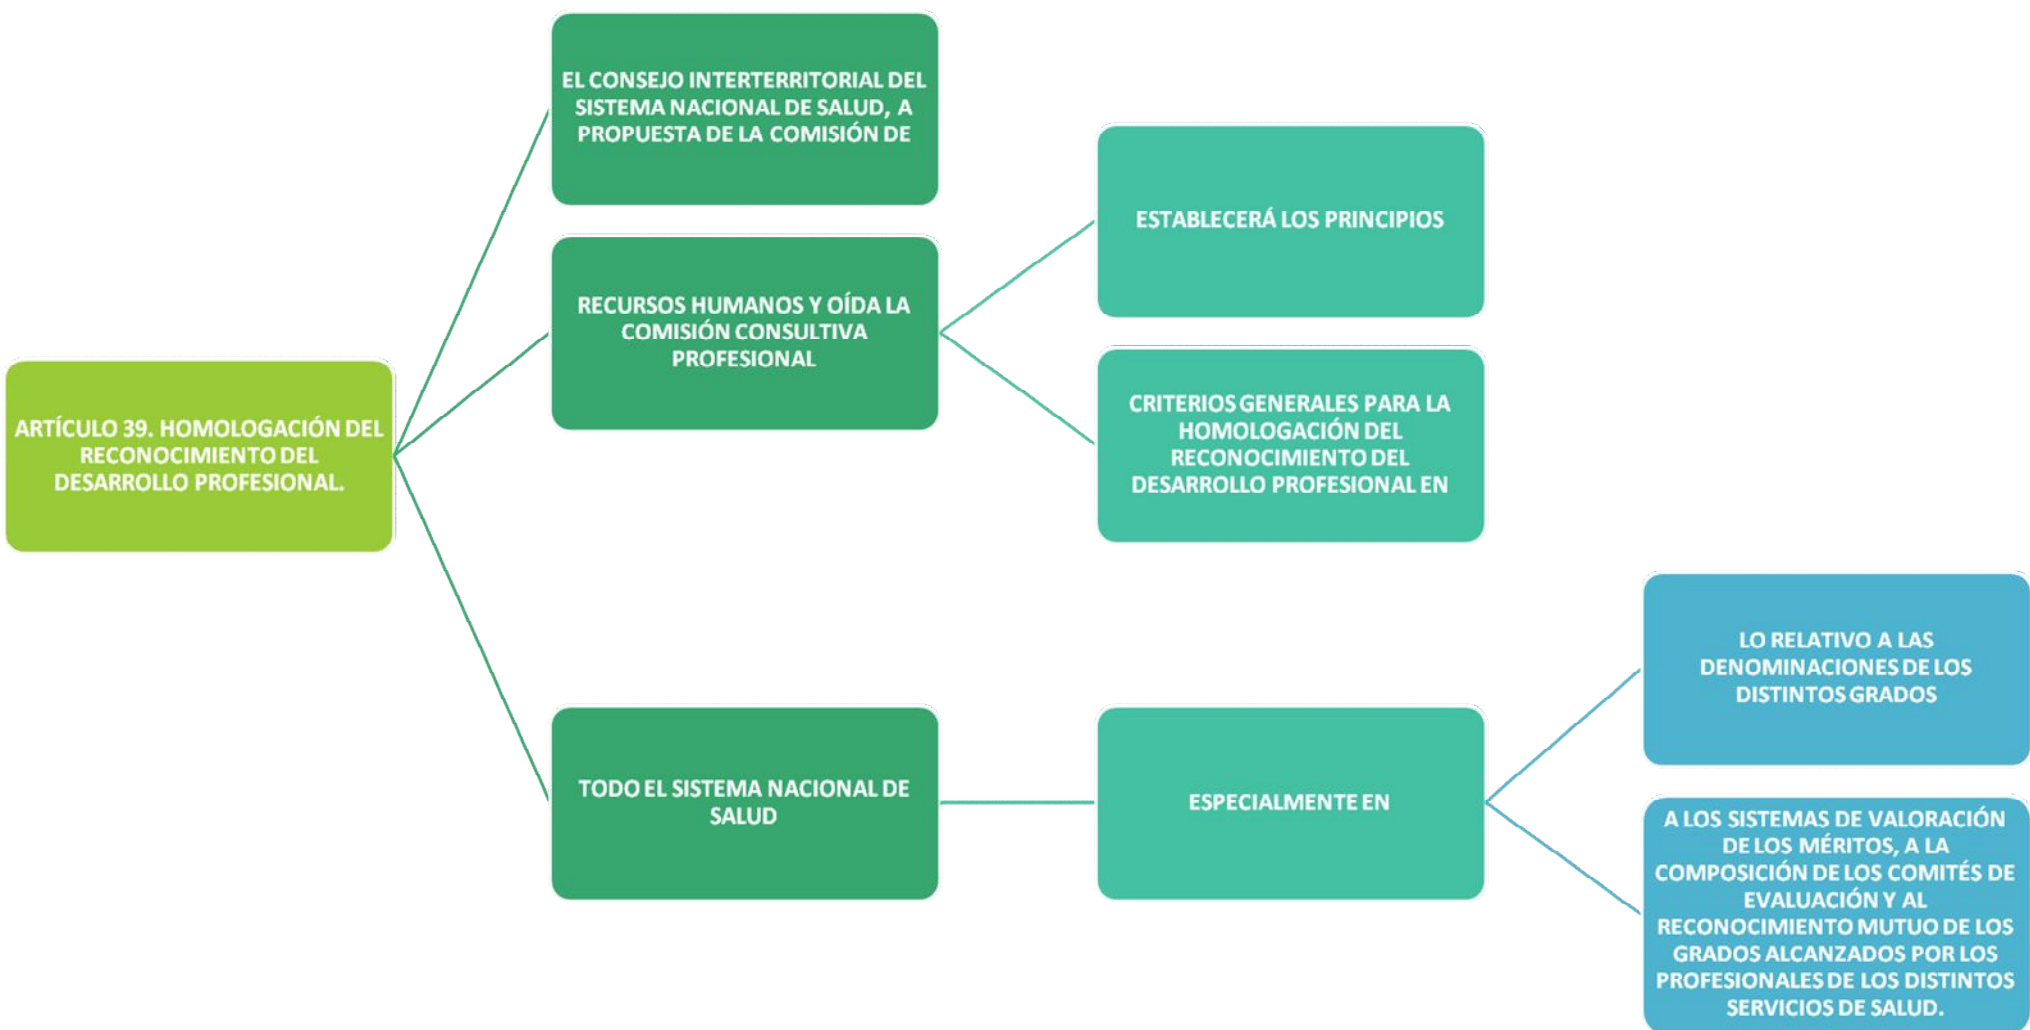 ARTÍCULO 39. HOMOLOGACIÓN DEL
RECONOCIMIENTO DEL
DESARROLLO PROFESIONAL.
EL CONSEJO INTERTERRITORIAL DEL
SISTEMA NACIONAL DE SALUD, A
PROPUESTA DE LA COMISIÓN DE
RECURSOS HUMANOS Y OÍDA LA
COMISIÓN CONSULTIVA
PROFESIONAL
ESTABLECERÁ LOS PRINCIPIOS
CRITERIOS GENERALES PARA LA
HOMOLOGACIÓN DEL
RECONOCIMIENTO DEL
DESARROLLO PROFESIONAL EN
TODO EL SISTEMA NACIONAL DE
SALUD
ESPECIALMENTE EN
LO RELATIVO A LAS
DENOMINACIONES DE LOS
DISTINTOS GRADOS
A LOS SISTEMAS DE VALORACIÓN
DE LOS MÉRITOS, A LA
COMPOSICIÓN DE LOS COMITÉS DE
EVALUACIÓN Y AL
RECONOCIMIENTO MUTUO DE LOS
GRADOS ALCANZADOS POR LOS
PROFESIONALES DE LOS DISTINTOS
SERVICIOS DE SALUD.